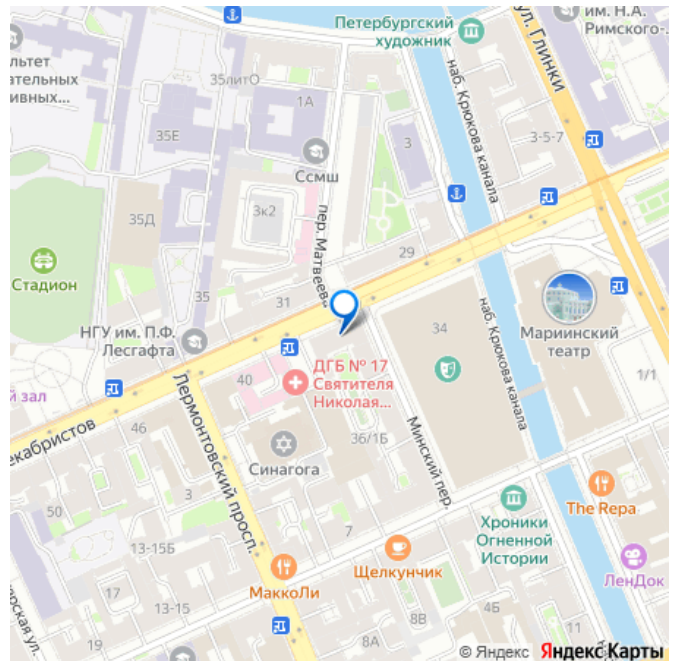 Петербургский
художник
им. Н.А.
Римского-...
ул. Глинки
льтет
ательных
ивных...
35литО
1А
наб. Крюкова канала
35Е
3
3-5-7
Ссмш
3к2
35Д
пер. Матвеева
29
Стадион
35
31
НГУ им. П.Ф.
Лесгафта
34
наб. Крюкова канала
Мариинский
театр
ДГБ № 17
Святителя
Николая...
40
1/1
й зал
Лермонтовский просп.
екабристов
46
36/1Б
Минский пер.
Синагога
3
50
The Repa
Хроники
Огненной
Истории
7
13-15Б
Щелкунчик
МаккоЛи
ЛенДок
13-15
4Б
8В
орская ул.
19
17
8А
© Яндекс Яндекс Карты